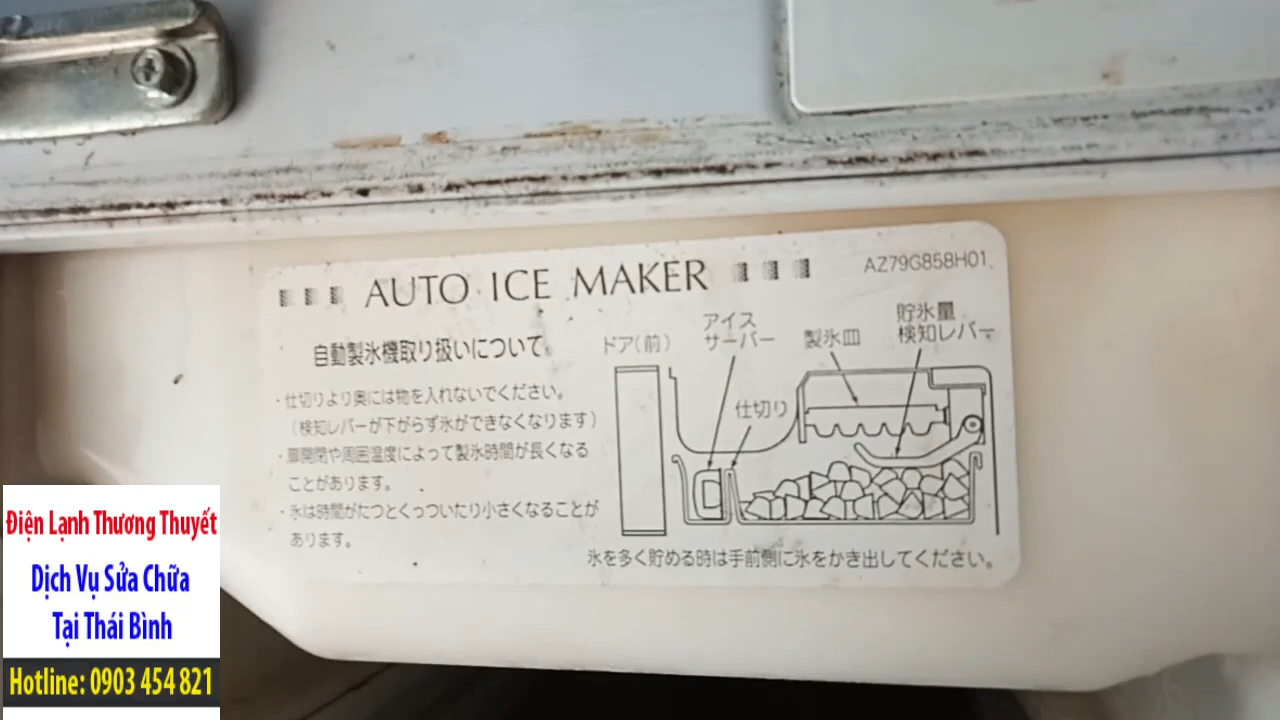 AUTO ICE MAKER
AZ79G858H01
自動製氷機取り扱いについて
・仕切りより奥には物を入れないでください。
（検知レバーが下がらず氷ができなくなります）
・扉開閉や周囲温度によって製氷時間が長くなる
ことがあります。
・氷は時間がたつとくっついたり小さくなることが
あります。
ドア(前)
アイス
サーバー
仕切り
製氷皿
貯氷量
検知レバー
氷を多く貯める時は手前側に氷をかき出してください。
Điện Lạnh Thương Thuyết
Dịch Vụ Sửa Chữa
Tại Thái Bình
Hotline: 0903 454 821